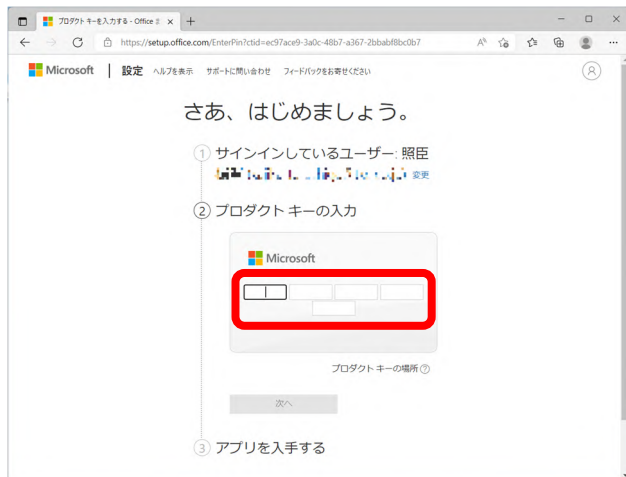 プロダクト キーを入力する - Office
https://setup.office.com/EnterPin?ctid=ec97ace9-3a0c-48b7-a367-2bbabf8bc0b7
Microsoft 設定 ヘルプを表示 サポートに問い合わせ フィードバックをお寄せください
さあ、はじめましょう。
1 サインインしているユーザー: 照臣
変更
2 プロダクト キーの入力
Microsoft
プロダクト キーの場所 ?
次へ
3 アプリを入手する